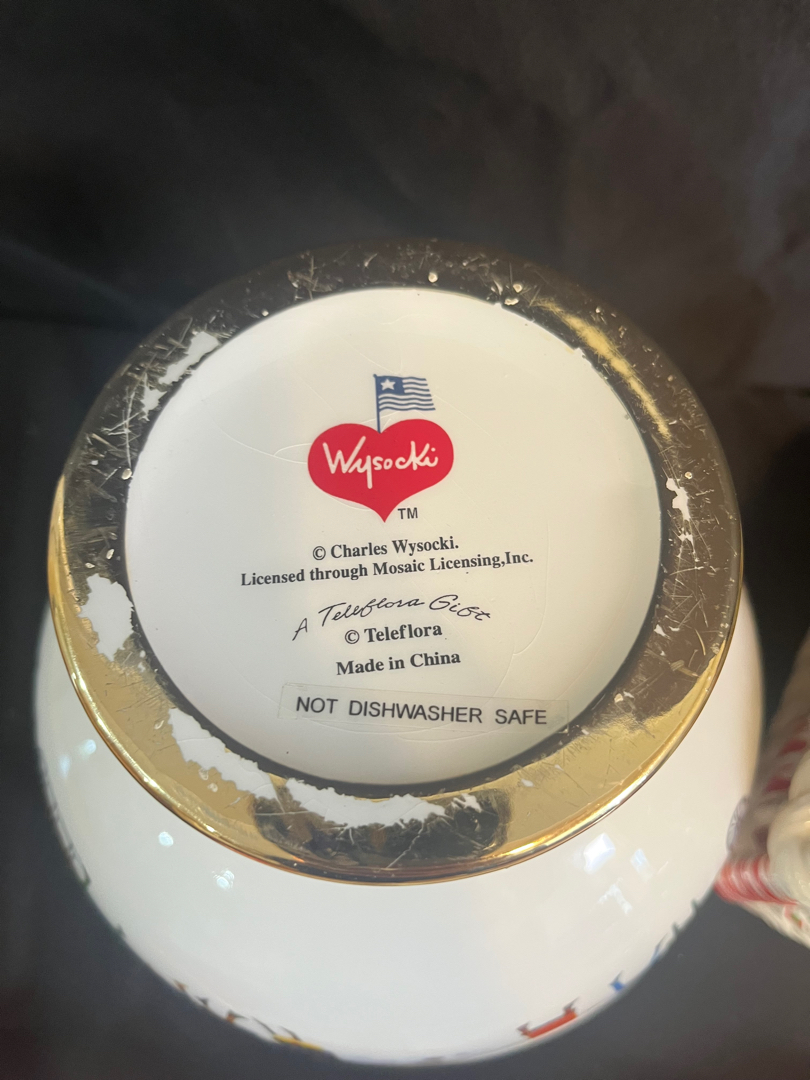 Wysocki
TM
© Charles Wysocki.
Licensed through Mosaic Licensing,Inc.
A Teleflora Gift
© Teleflora
Made in China
NOT DISHWASHER SAFE